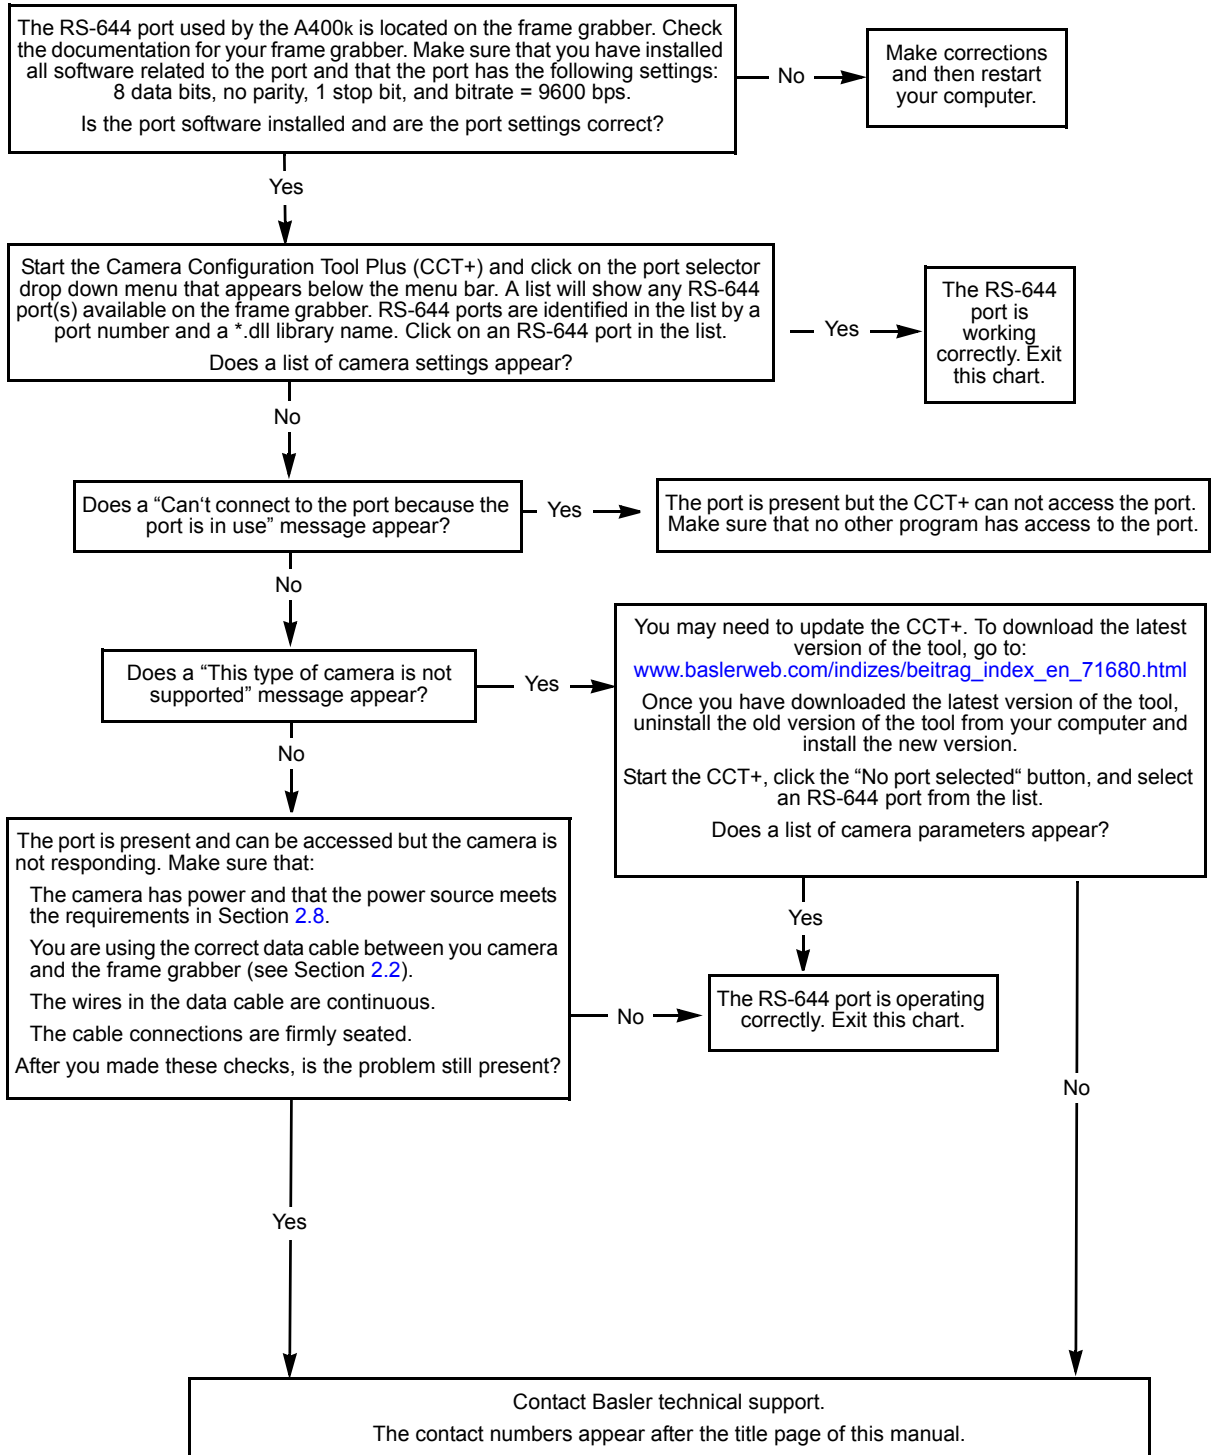 The RS-644 port used by the A400k is located on the frame grabber. Check
the documentation for your frame grabber. Make sure that you have installed
all software related to the port and that the port has the following settings:
8 data bits, no parity, 1 stop bit, and bitrate = 9600 bps.
Is the port software installed and are the port settings correct?
No
Make corrections
and then restart
your computer.
Yes
Start the Camera Configuration Tool Plus (CCT+) and click on the port selector
drop down menu that appears below the menu bar. A list will show any RS-644
port(s) available on the frame grabber. RS-644 ports are identified in the list by a
port number and a *.dll library name. Click on an RS-644 port in the list.
Does a list of camera settings appear?
Yes
The RS-644
port is
working
correctly. Exit
this chart.
No
Does a “Can‘t connect to the port because the
port is in use” message appear?
Yes
The port is present but the CCT+ can not access the port.
Make sure that no other program has access to the port.
No
Does a “This type of camera is not
supported” message appear?
Yes
You may need to update the CCT+. To download the latest
version of the tool, go to:
www.baslerweb.com/indizes/beitrag_index_en_71680.html
Once you have downloaded the latest version of the tool,
uninstall the old version of the tool from your computer and
install the new version.
Start the CCT+, click the “No port selected“ button, and select
an RS-644 port from the list.
Does a list of camera parameters appear?
No
The port is present and can be accessed but the camera is
not responding. Make sure that:
The camera has power and that the power source meets
the requirements in Section 2.8.
You are using the correct data cable between you camera
and the frame grabber (see Section 2.2).
The wires in the data cable are continuous.
The cable connections are firmly seated.
After you made these checks, is the problem still present?
Yes
No
The RS-644 port is operating
correctly. Exit this chart.
No
Yes
Contact Basler technical support.
The contact numbers appear after the title page of this manual.